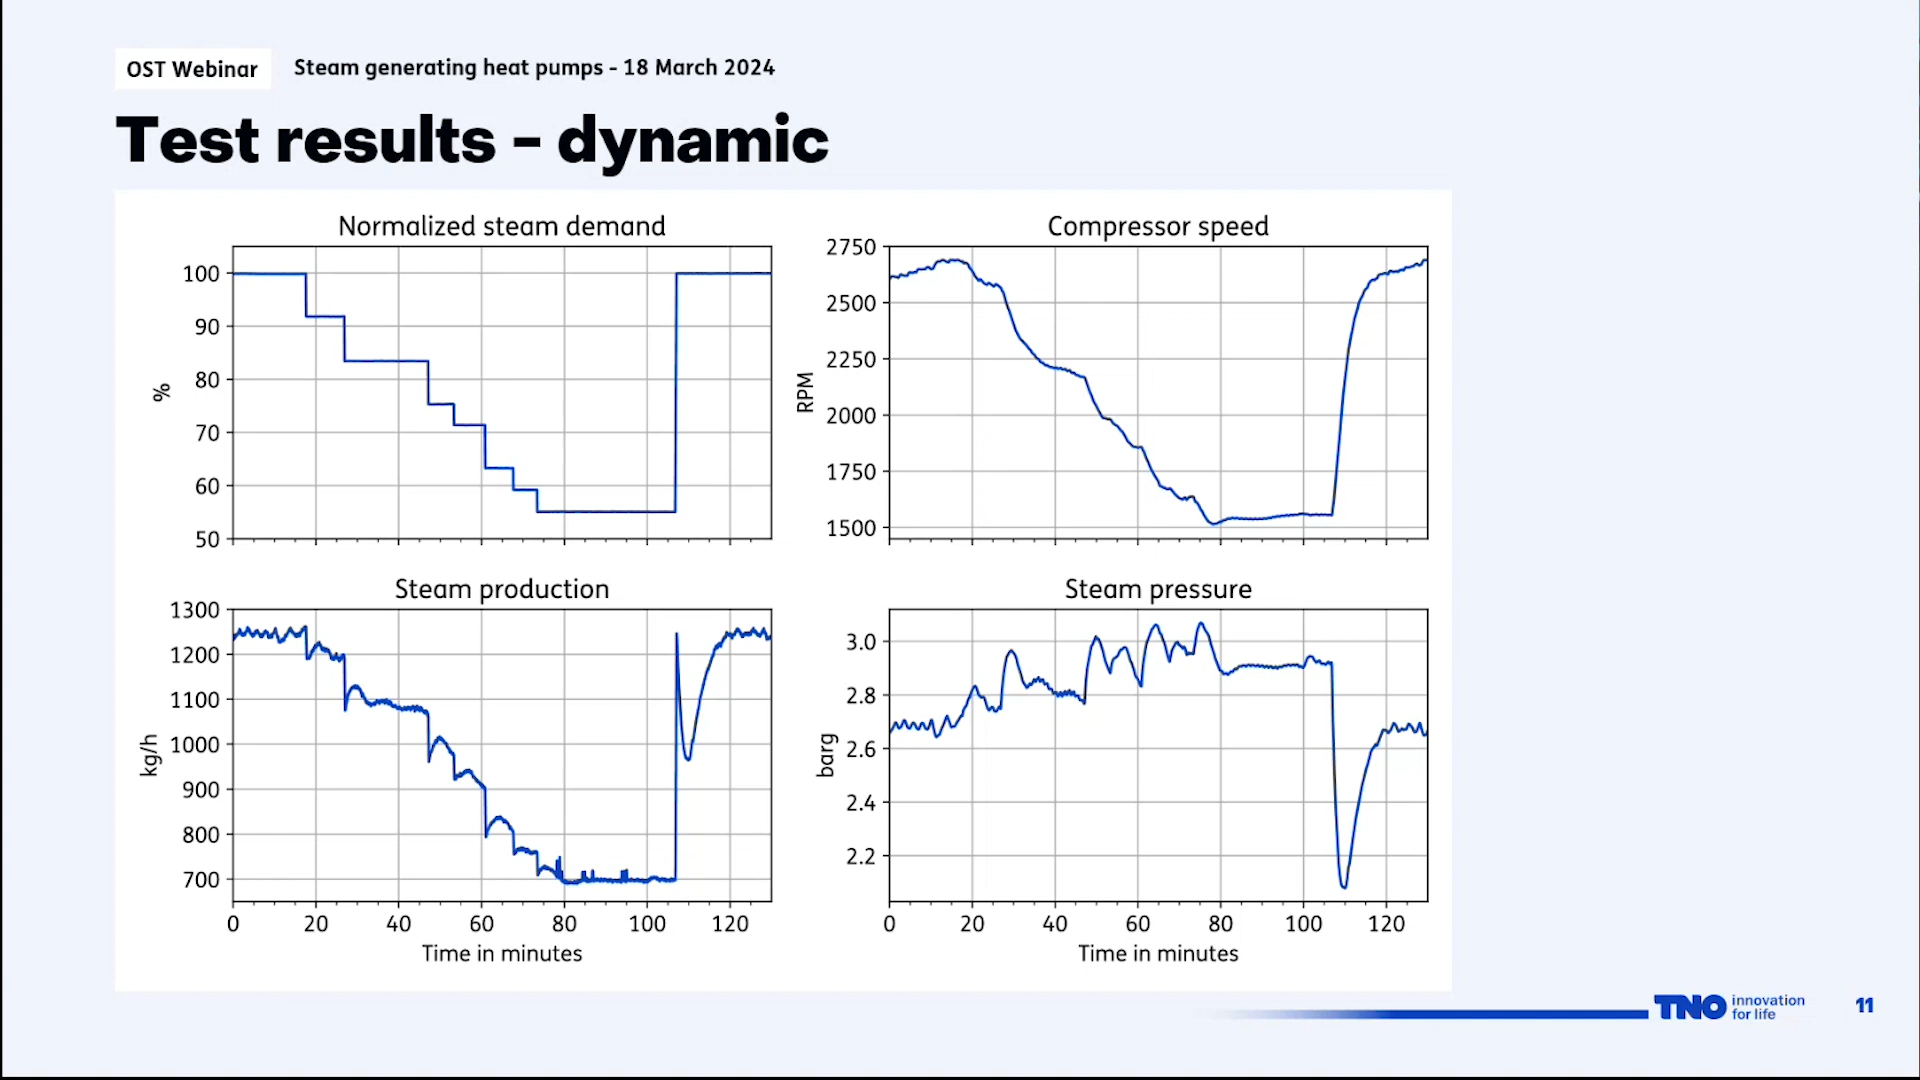 OST Webinar
Steam generating heat pumps - 18 March 2024
Test results - dynamic
Normalized steam demand
100
90
80
70
60
50
%
Compressor speed
2750
2500
2250
2000
1750
1500
RPM
Steam production
1300
1200
1100
1000
900
800
700
kg/h
0 20 40 60 80 100 120
Time in minutes
Steam pressure
3.0
2.8
2.6
2.4
2.2
barg
0 20 40 60 80 100 120
Time in minutes
TNO innovation
for life
11